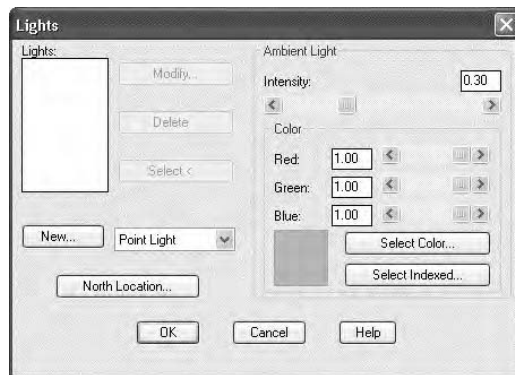 Lights
Lights:
Modify...
Delete
Select <
New...
Point Light
North Location...
Ambient Light
Intensity:
0.30
Color
Red:
1.00
Green:
1.00
Blue:
1.00
Select Color...
Select Indexed...
OK
Cancel
Help